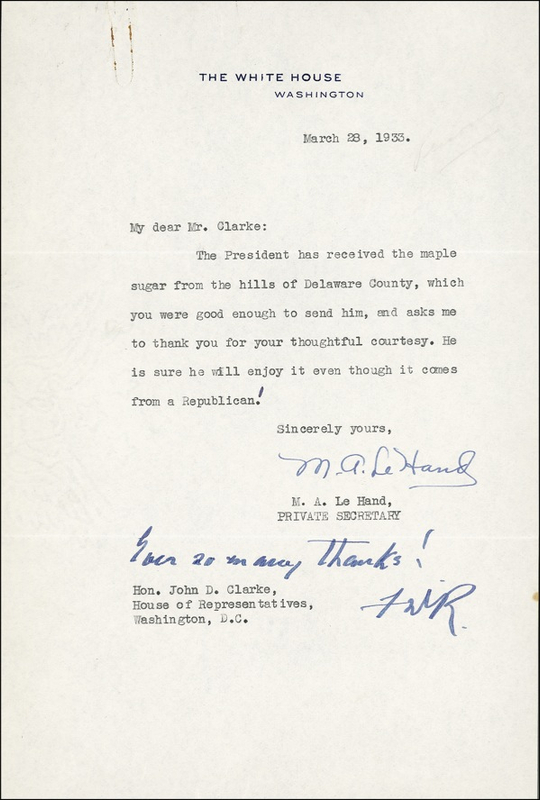 THE WHITE HOUSE
WASHINGTON
March 28, 1933.
My dear Mr. Clarke:
The President has received the maple
sugar from the hills of Delaware County, which
you were good enough to send him, and asks me
to thank you for your thoughtful courtesy. He
is sure he will enjoy it even though it comes
from a Republican!
Sincerely yours,
M. A. Le Hand
M. A. Le Hand,
PRIVATE SECRETARY
Ever so many thanks!
Hon. John D. Clarke,
House of Representatives,
Washington, D.C.
FDR.